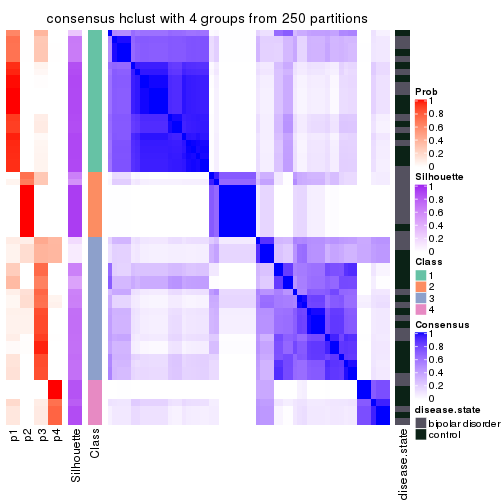 consensus hclust with 4 groups from 250 partitions
Prob
1
0.8
0.6
0.4
0.2
0
Silhouette
1
0.8
0.6
0.4
0.2
0
Class
1
2
3
4
Consensus
1
0.8
0.6
0.4
0.2
0
disease.state
bipolar disorder
control
p1
p2
p3
p4
Silhouette
Class
disease.state